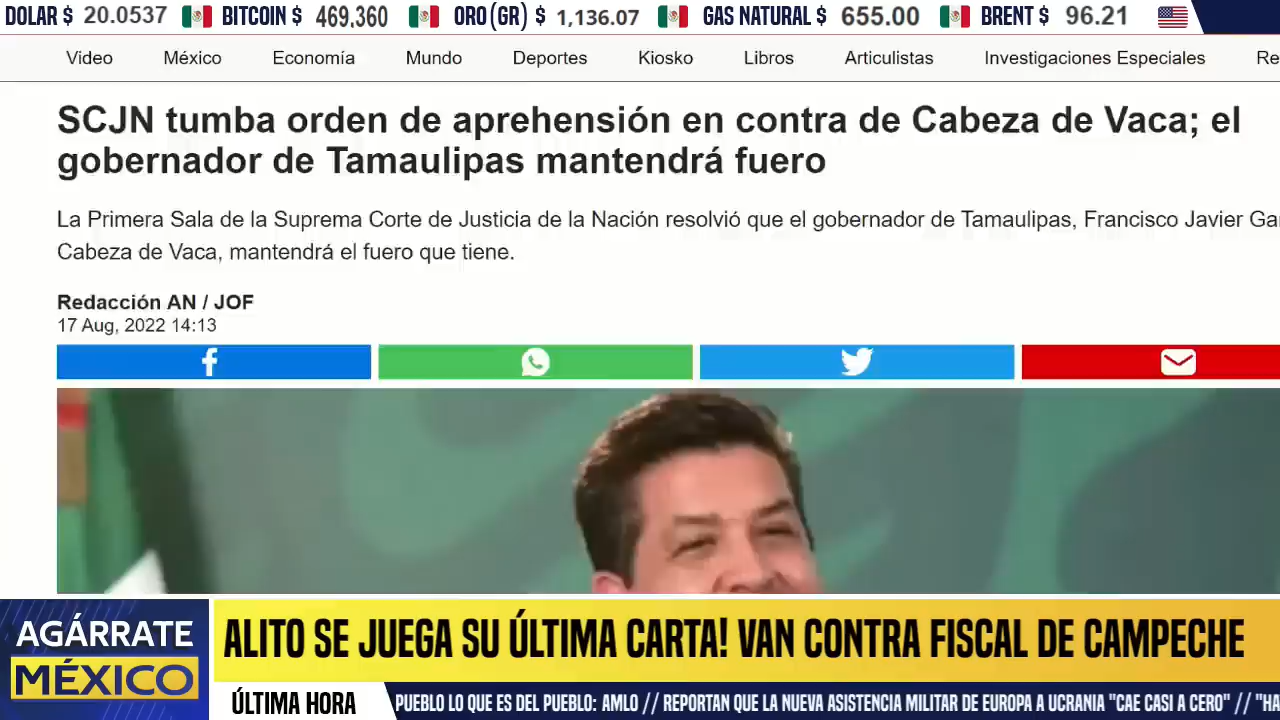 DOLAR $ 20.0537 BITCOIN $ 469,360 ORO(GR) $ 1,136.07 GAS NATURAL $ 655.00 BRENT $ 96.21
Video México Economía Mundo Deportes Kiosko Libros Articulistas Investigaciones Especiales Re
SCJN tumba orden de aprehensión en contra de Cabeza de Vaca; el
gobernador de Tamaulipas mantendrá fuero
La Primera Sala de la Suprema Corte de Justicia de la Nación resolvió que el gobernador de Tamaulipas, Francisco Javier Gar
Cabeza de Vaca, mantendrá el fuero que tiene.
Redacción AN / JOF
17 Aug, 2022 14:13
AGÁRRATE
MÉXICO
ALITO SE JUEGA SU ÚLTIMA CARTA! VAN CONTRA FISCAL DE CAMPECHE
ÚLTIMA HORA
PUEBLO LO QUE ES DEL PUEBLO: AMLO // REPORTAN QUE LA NUEVA ASISTENCIA MILITAR DE EUROPA A UCRANIA "CAE CASI A CERO" // "HA